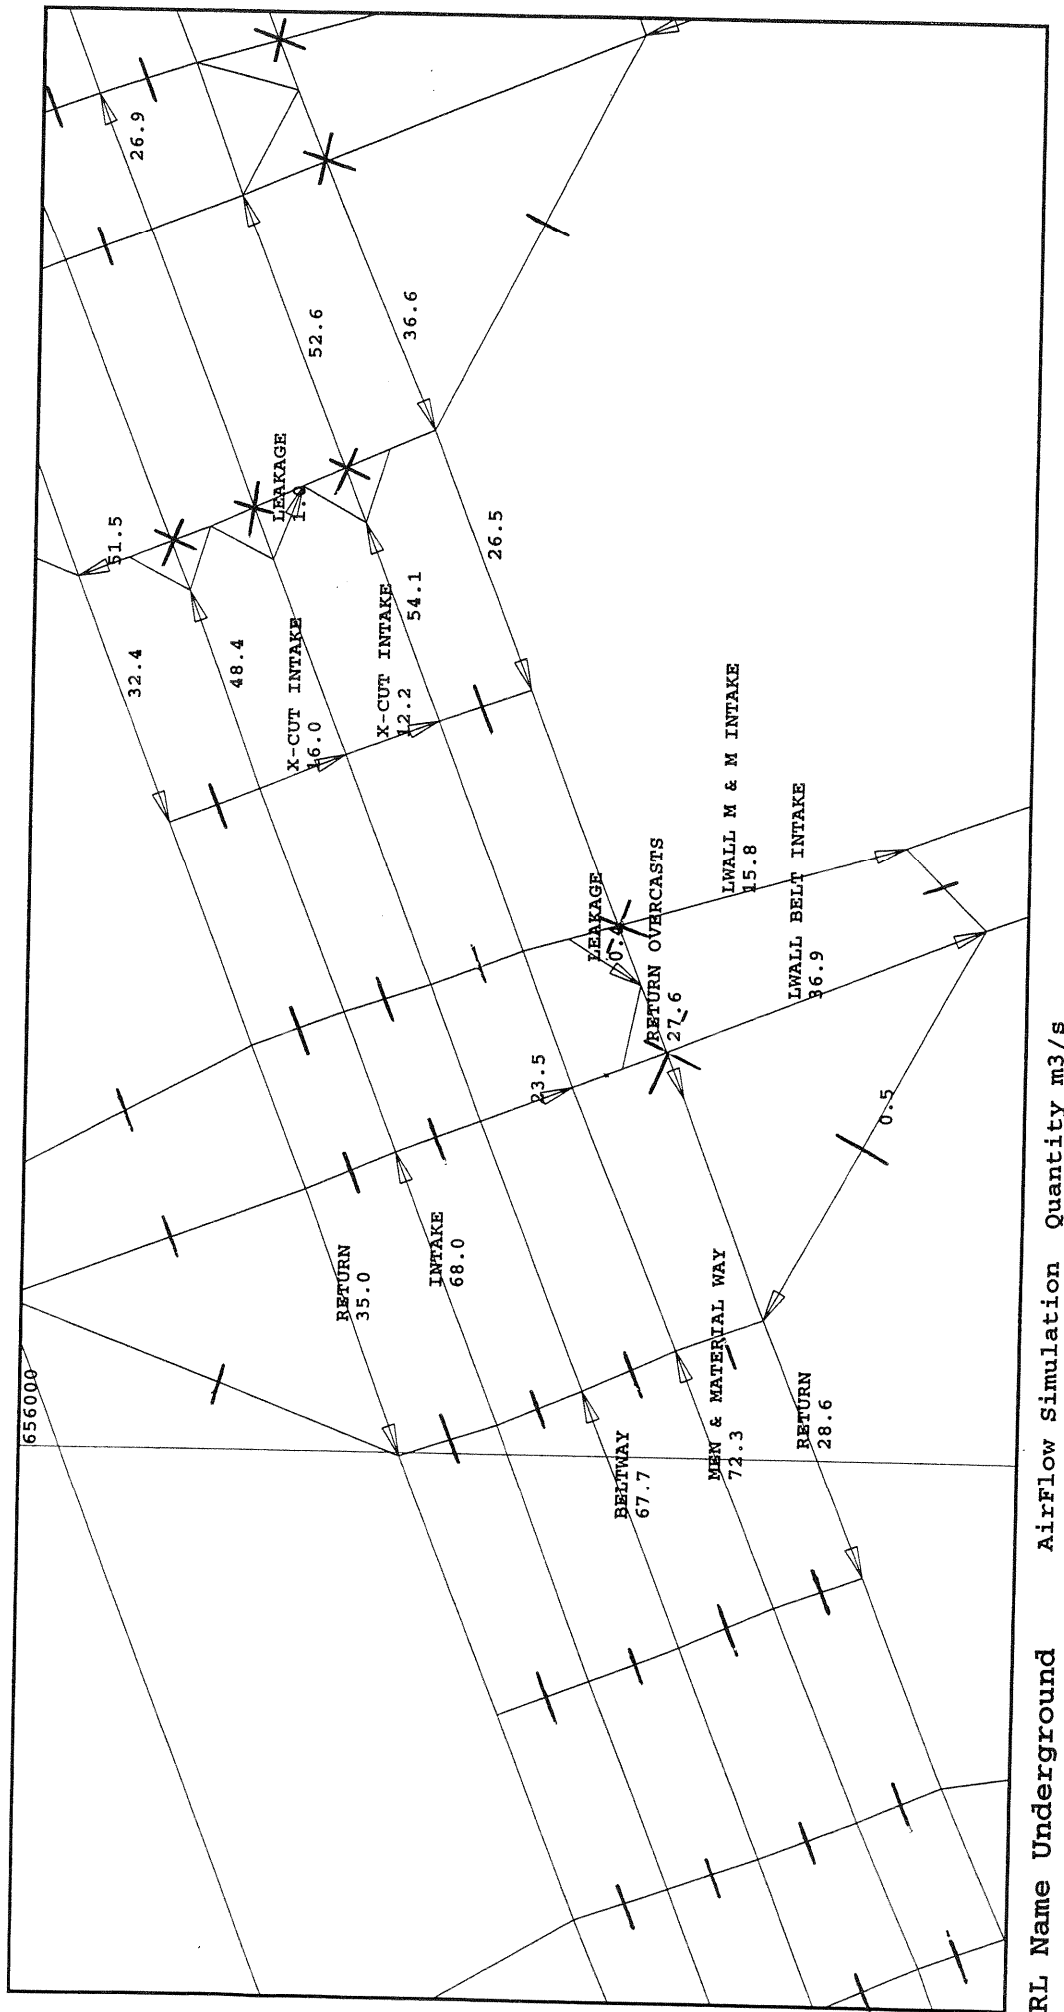 656000
51.5
32.4
26.9
48.4
LEAKAGE
X-CUT INTAKE
16.0
52.6
RETURN
35.0
X-CUT INTAKE
12.2
54.1
36.6
INTAKE
68.0
26.5
23.5
LEAKAGE
0.4
RETURN OVERCASTS
27.6
BELTWAY
67.7
MEN & MATERIAL WAY
72.3
LWALL M & M INTAKE
15.8
RETURN
28.6
LWALL BELT INTAKE
36.9
0.5
RL Name Underground AirFlow Simulation Quantity m3/s